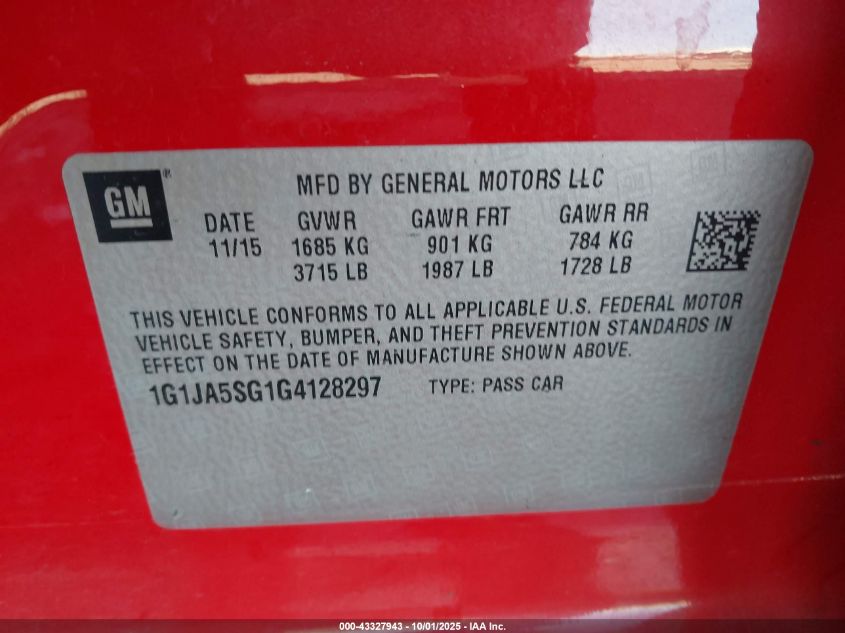 GM®
MFD BY GENERAL MOTORS LLC
DATE GVWR GAWR FRT GAWR RR
11/15 1685 KG 901 KG 784 KG
3715 LB 1987 LB 1728 LB
THIS VEHICLE CONFORMS TO ALL APPLICABLE U.S. FEDERAL MOTOR
VEHICLE SAFETY, BUMPER, AND THEFT PREVENTION STANDARDS IN
EFFECT ON THE DATE OF MANUFACTURE SHOWN ABOVE.
1G1JA5SG1G4128297 TYPE: PASS CAR
000-43327943 - 10/01/2025 - IAA Inc.